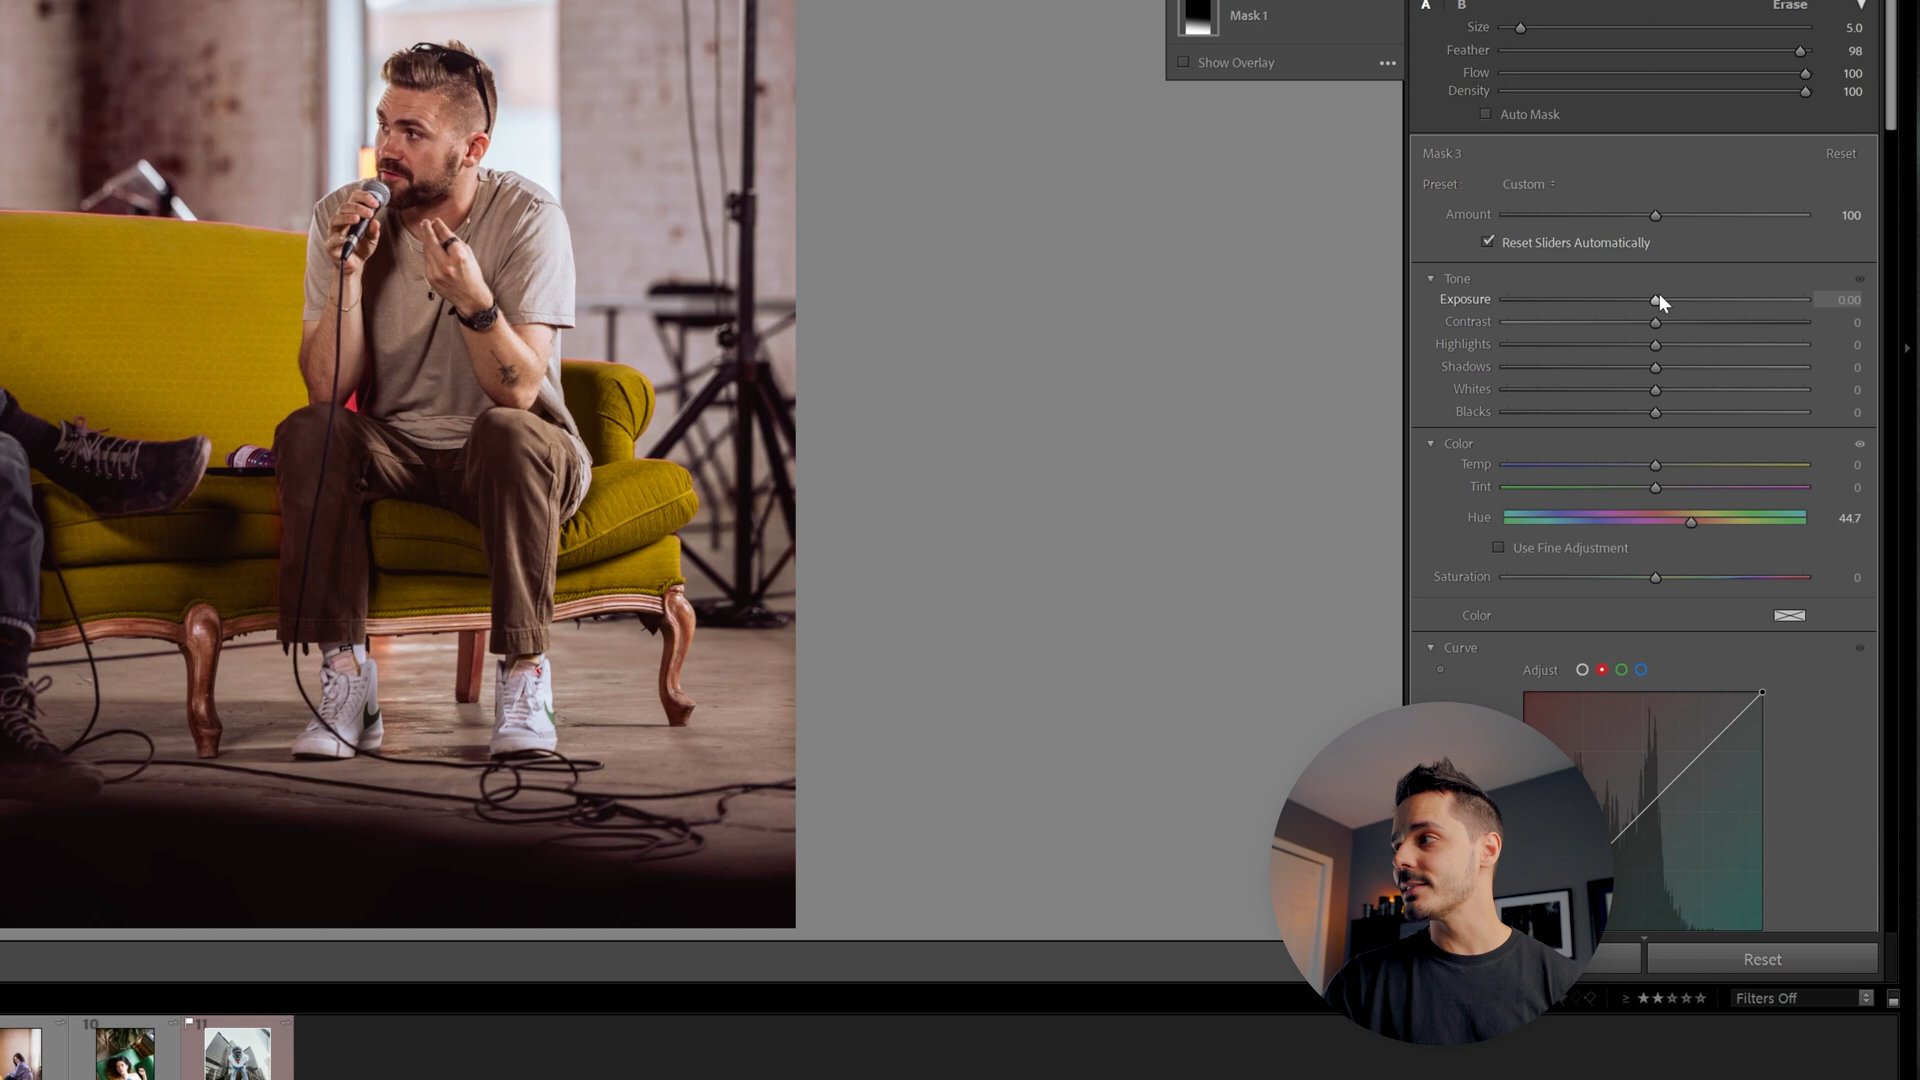 A B Erase
Mask 1
Size 5.0
Feather 98
Show Overlay
Flow 100
Density 100
Auto Mask
Mask 3 Reset
Preset : Custom
Amount 100
Reset Sliders Automatically
Tone
Exposure 0.00
Contrast 0
Highlights 0
Shadows 0
Whites 0
Blacks 0
Color
Temp 0
Tint 0
Hue 44.7
Use Fine Adjustment
Saturation 0
Color
Curve
Adjust
Reset
≥ ★★☆☆☆ Filters Off
10 11